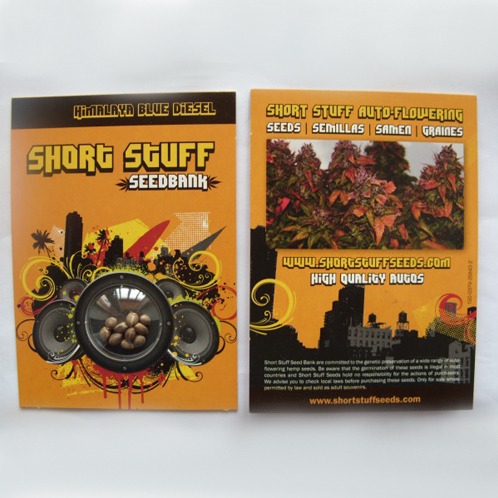 HIMALAYA BLUE DIESEL
SHORT STUFF
SEEDBANK
SHORT STUFF AUTO-FLOWERING
SEEDS | SEMILLAS | SAMEN | GRAINES
WWW.SHORTSTUFFSEEDS.COM
HIGH QUALITY AUTOS
Short Stuff Seed Bank are committed to the genetic preservation of a wide range of auto
flowering hemp seeds. Be aware that the germination of these seeds is illegal in most
countries and Short Stuff Seeds hold no responsibility for the actions of purchasers.
We advise you to check local laws before purchasing these seeds. Only for sale where
permitted by law and sold as adult souvenirs.
www.shortstuffseeds.com